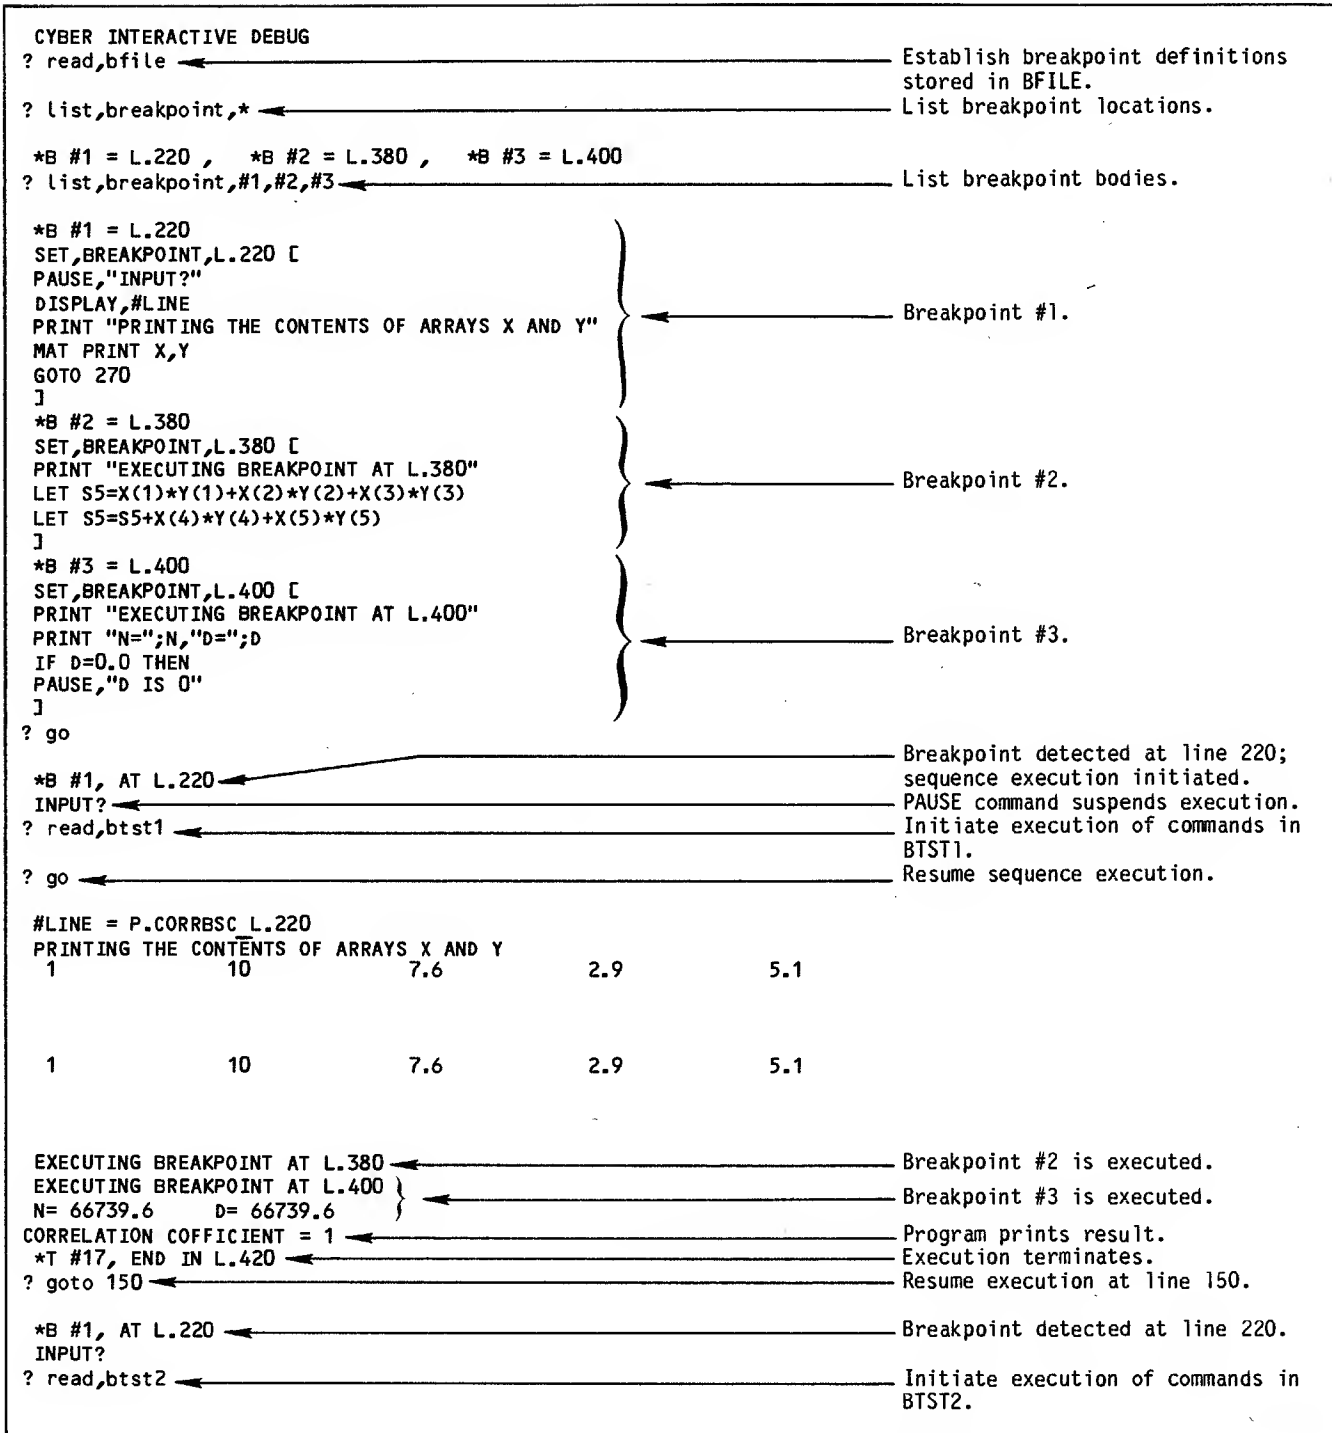 CYBER INTERACTIVE DEBUG
? read,bfile Establish breakpoint definitions
stored in BFILE.
? list,breakpoint,* List breakpoint locations.
*B #1 = L.220 , *B #2 = L.380 , *B #3 = L.400
? list,breakpoint,#1,#2,#3 List breakpoint bodies.
*B #1 = L.220
SET,BREAKPOINT,L.220 [
PAUSE,"INPUT?"
DISPLAY,#LINE
PRINT "PRINTING THE CONTENTS OF ARRAYS X AND Y" Breakpoint #1.
MAT PRINT X,Y
GOTO 270
]
*B #2 = L.380
SET,BREAKPOINT,L.380 [
PRINT "EXECUTING BREAKPOINT AT L.380"
LET S5=X(1)*Y(1)+X(2)*Y(2)+X(3)*Y(3) Breakpoint #2.
LET S5=S5+X(4)*Y(4)+X(5)*Y(5)
]
*B #3 = L.400
SET,BREAKPOINT,L.400 [
PRINT "EXECUTING BREAKPOINT AT L.400"
PRINT "N=";N,"D=";D Breakpoint #3.
IF D=0.0 THEN
PAUSE,"D IS 0"
]
? go
Breakpoint detected at line 220;
*B #1, AT L.220 sequence execution initiated.
INPUT? PAUSE command suspends execution.
? read,btst1 Initiate execution of commands in
BTST1.
? go Resume sequence execution.
#LINE = P.CORRBSC_L.220
PRINTING THE CONTENTS OF ARRAYS X AND Y
1 10 7.6 2.9 5.1
1 10 7.6 2.9 5.1
EXECUTING BREAKPOINT AT L.380 Breakpoint #2 is executed.
EXECUTING BREAKPOINT AT L.400
N= 66739.6 D= 66739.6 Breakpoint #3 is executed.
CORRELATION COFFICIENT = 1 Program prints result.
*T #17, END IN L.420 Execution terminates.
? goto 150 Resume execution at line 150.
*B #1, AT L.220 Breakpoint detected at line 220.
INPUT?
? read,btst2 Initiate execution of commands in
BTST2.